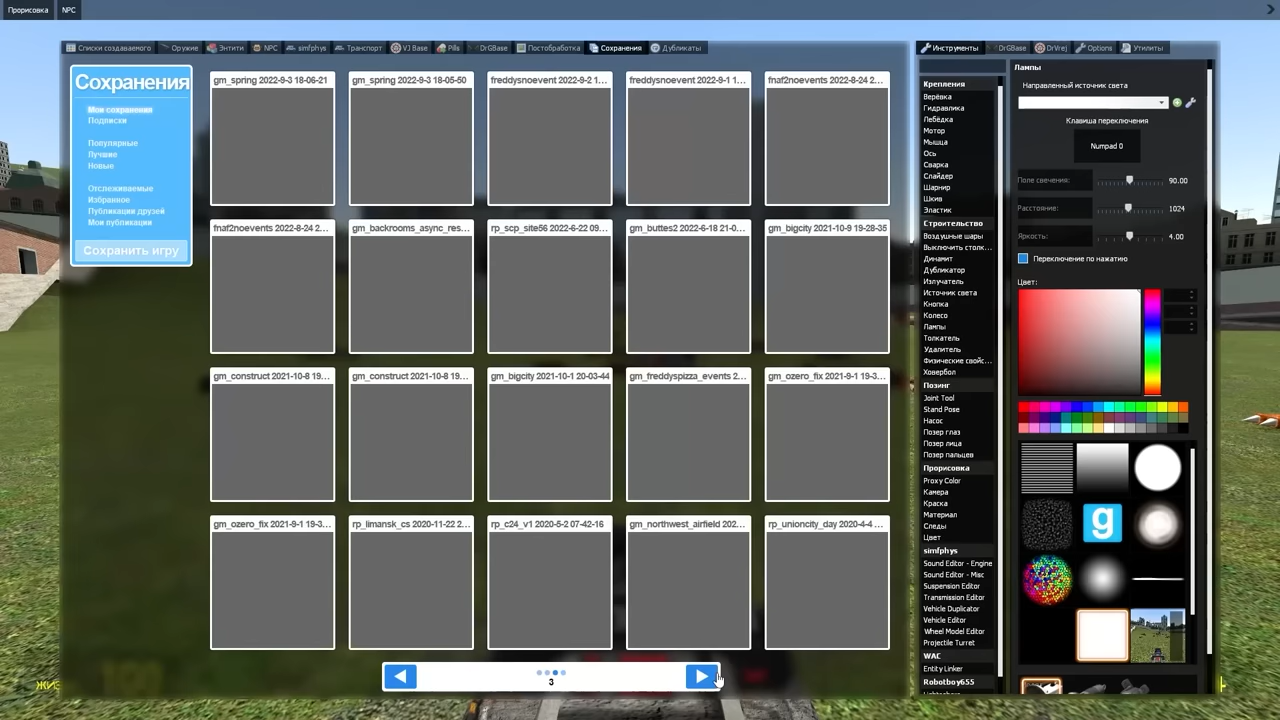 Прорисовка NPC
Списки создаваемого Оружие Энтити NPC simfphys Транспорт VJ Base Pills DrGBase Постобработка Сохранения Дубликаты
Сохранения
Мои сохранения
Подписки
Популярные
Лучшие
Новые
Отслеживаемые
Избранное
Публикации друзей
Мои публикации
Сохранить игру
gm_spring 2022-9-3 18-06-21
gm_spring 2022-9-3 18-05-50
freddysnoevent 2022-9-2 1...
freddysnoevent 2022-9-1 1...
fnaf2noevents 2022-8-24 2...
fnaf2noevents 2022-8-24 2...
gm_backrooms_async_res...
rp_scp_site56 2022-6-22 09...
gm_buttes2 2022-6-18 21-0...
gm_bigcity 2021-10-9 19-28-35
gm_construct 2021-10-8 19...
gm_construct 2021-10-8 19...
gm_bigcity 2021-10-1 20-03-44
gm_freddyspizza_events 2...
gm_ozero_fix 2021-9-1 19-3...
gm_ozero_fix 2021-9-1 19-3...
rp_limansk_cs 2020-11-22 2...
rp_c24_v1 2020-5-2 07-42-16
gm_northwest_airfield 202...
rp_unioncity_day 2020-4-4 ...
3
Инструменты DrGBase DrVrej Options Утилиты
Крепления
Верёвка
Гидравлика
Лебёдка
Мотор
Мышца
Ось
Сварка
Слайдер
Шарнир
Шкив
Эластик
Строительство
Воздушные шары
Выключить столк...
Динамит
Дубликатор
Излучатель
Источник света
Кнопка
Колесо
Лампы
Толкатель
Удалитель
Физические свойс...
Ховербол
Позинг
Joint Tool
Stand Pose
Насос
Позер глаз
Позер лица
Позер пальцев
Прорисовка
Proxy Color
Камера
Краска
Материал
Следы
Цвет
simfphys
Sound Editor - Engine
Sound Editor - Misc
Suspension Editor
Transmission Editor
Vehicle Duplicator
Vehicle Editor
Wheel Model Editor
Projectile Turret
WAC
Entity Linker
Robotboy655
Лампы
Направленный источник света
Клавиша переключения
Numpad 0
Поле свечения: 90.00
Расстояние: 1024
Яркость: 4.00
Переключение по нажатию
Цвет:
g